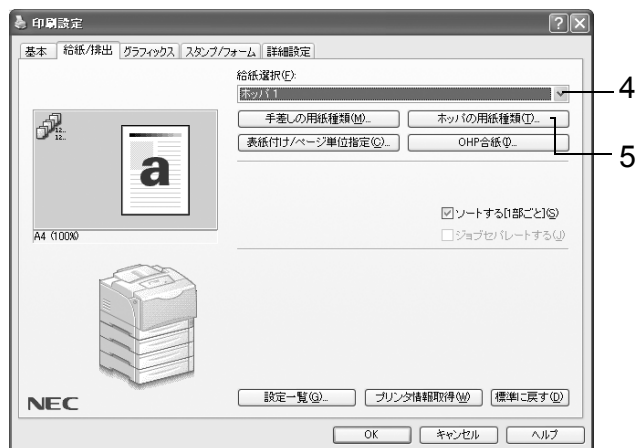 印刷設定
基本 給紙/排出 グラフィックス スタンプ/フォーム 詳細設定
給紙選択(F):
ホッパ1
4
手差しの用紙種類(M)... ホッパの用紙種類(T)...
5
表紙付け/ページ単位指定(C)... OHP合紙(I)...
12..
12..
a
A4 (100%)
ソートする[1部ごと](S)
ジョブセパレートする(J)
NEC
設定一覧(G)... プリンタ情報取得(W) 標準に戻す(D)
OK キャンセル ヘルプ